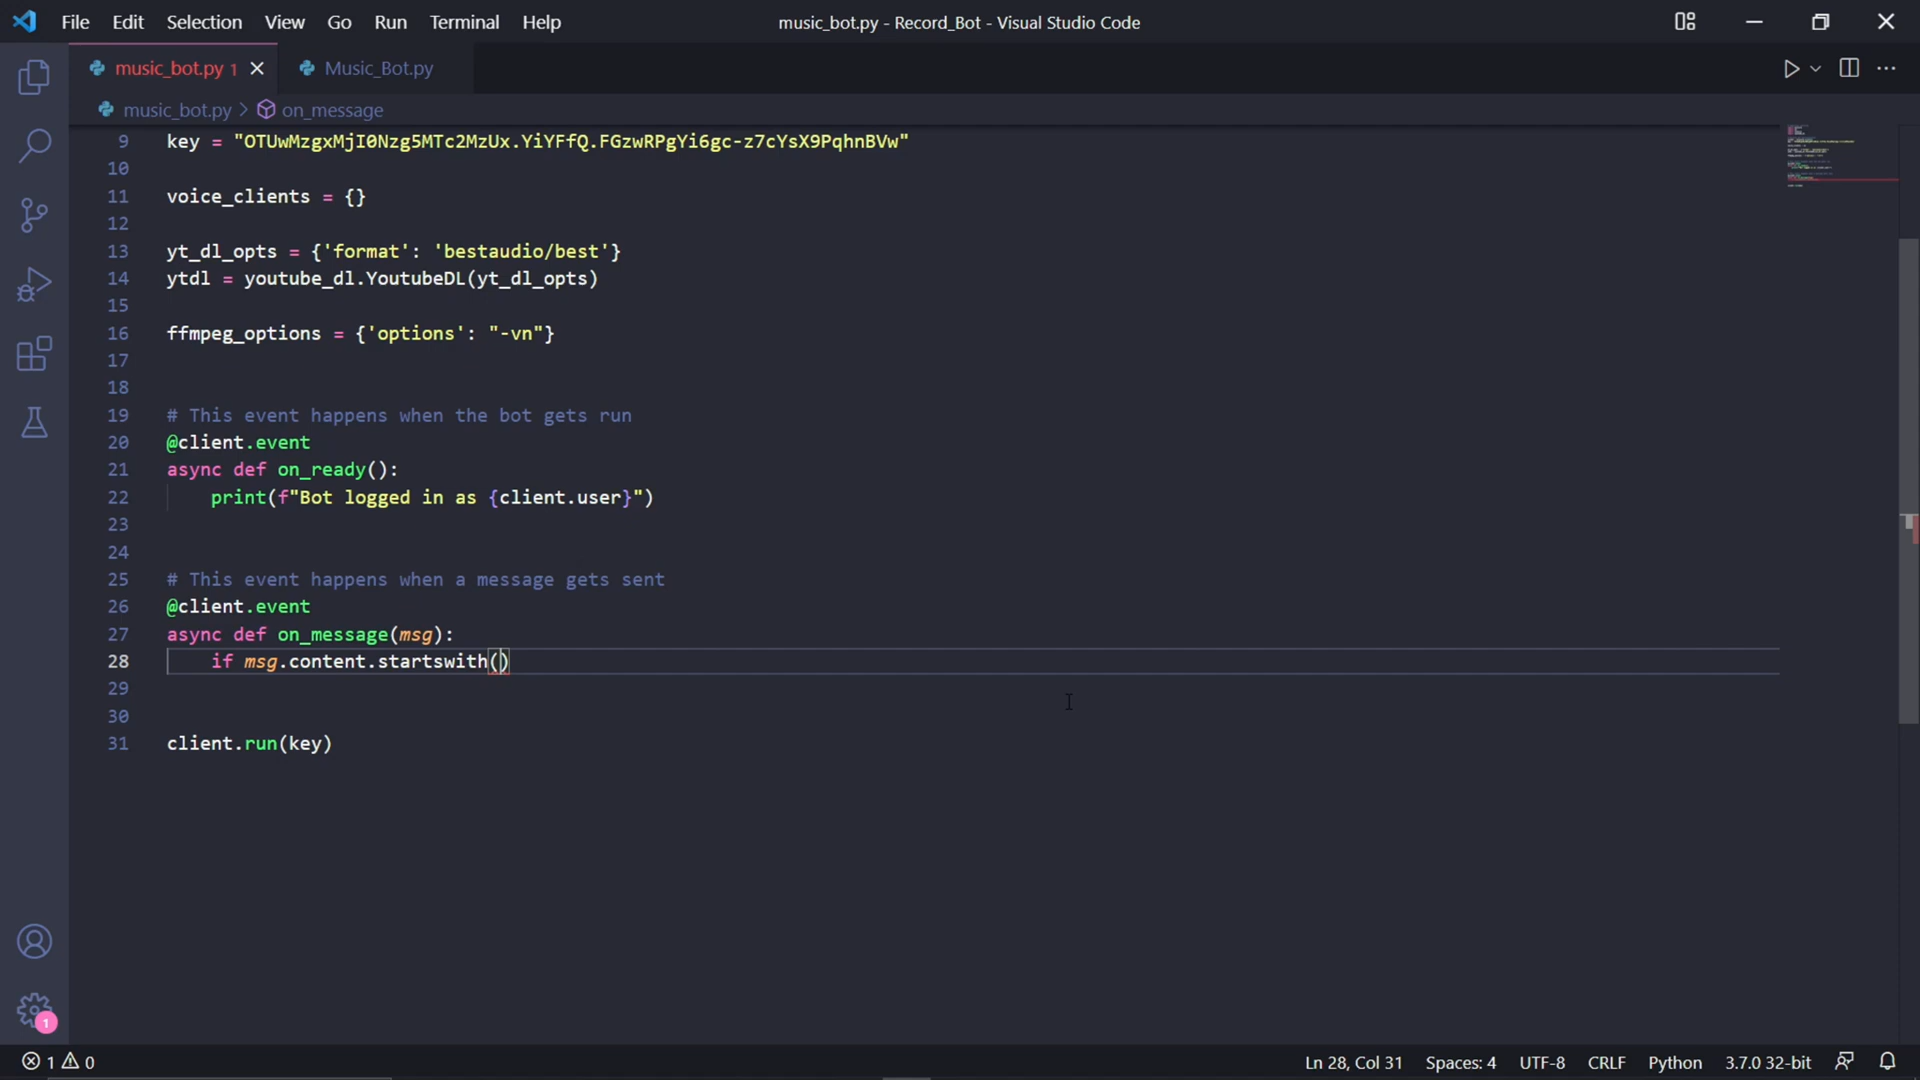 File Edit Selection View Go Run Terminal Help music_bot.py - Record_Bot - Visual Studio Code
music_bot.py 1 Music_Bot.py
music_bot.py > on_message
9 key = "OTUwMzgxMjI0Nzg5MTc2MzUx.YiYFfQ.FGzwRPgYi6gc-z7cYsX9PqhnBVw"
10
11 voice_clients = {}
12
13 yt_dl_opts = {'format': 'bestaudio/best'}
14 ytdl = youtube_dl.YoutubeDL(yt_dl_opts)
15
16 ffmpeg_options = {'options': "-vn"}
17
18
19 # This event happens when the bot gets run
20 @client.event
21 async def on_ready():
22 print(f"Bot logged in as {client.user}")
23
24
25 # This event happens when a message gets sent
26 @client.event
27 async def on_message(msg):
28 if msg.content.startswith()
29
30
31 client.run(key)
1
1 0 Ln 28, Col 31 Spaces: 4 UTF-8 CRLF Python 3.7.0 32-bit